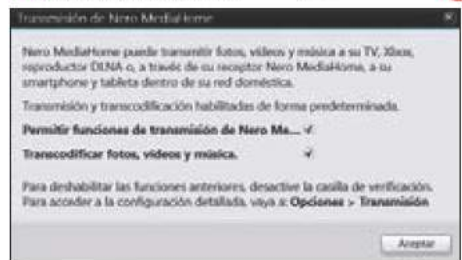 Transmisión de Nero MediaHome
Nero MediaHome puede transmitir fotos, vídeos y música a su TV, Xbox,
reproductor DLNA o, a través de su receptor Nero MediaHome, a su
smartphone y tableta dentro de su red doméstica.
Transmisión y transcodificación habilitadas de forma predeterminada.
Permitir funciones de transmisión de Nero Me...
Transcodificar fotos, vídeos y música.
Para deshabilitar las funciones anteriores, desactive la casilla de verificación.
Para acceder a la configuración detallada, vaya a: Opciones > Transmisión
Aceptar